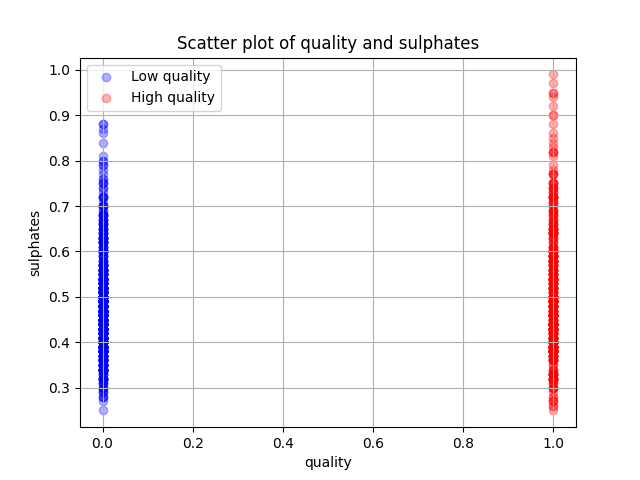 Scatter plot of quality and sulphates
Low quality
High quality
1.0
0.9
0.8
0.7
0.6
0.5
0.4
0.3
sulphates
0.0 0.2 0.4 0.6 0.8 1.0
quality